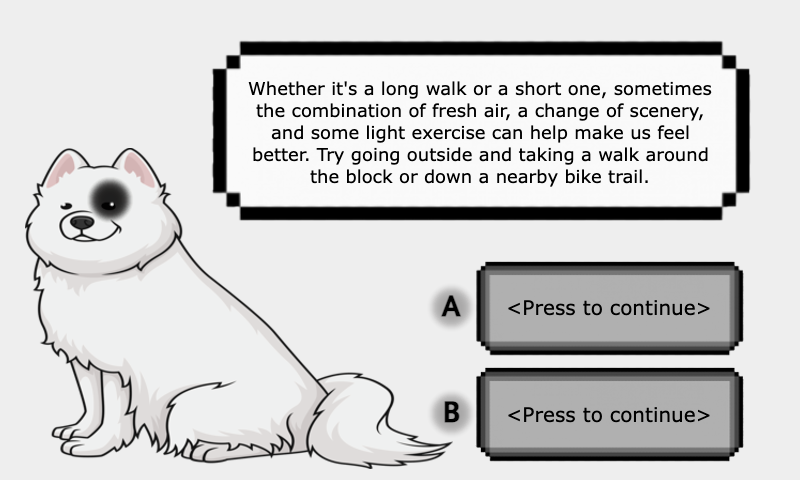 Whether it's a long walk or a short one, sometimes
the combination of fresh air, a change of scenery,
and some light exercise can help make us feel
better. Try going outside and taking a walk around
the block or down a nearby bike trail.
A <Press to continue>
B <Press to continue>